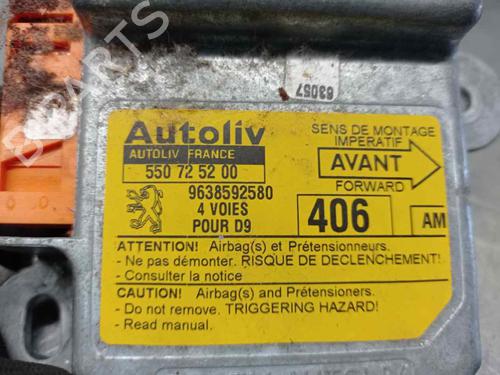 63057
Autoliv
AUTOLIV FRANCE
550 72 52 00
9638592580
4 VOIES
POUR D9
SENS DE MONTAGE
IMPERATIF
AVANT
FORWARD
406
AM
ATTENTION! Airbag(s) et Prétensionneurs.
- Ne pas démonter. RISQUE DE DECLENCHEMENT!
- Consulter la notice
CAUTION! Airbag(s) and Prétensioners.
- Do not remove. TRIGGERING HAZARD!
- Read manual.